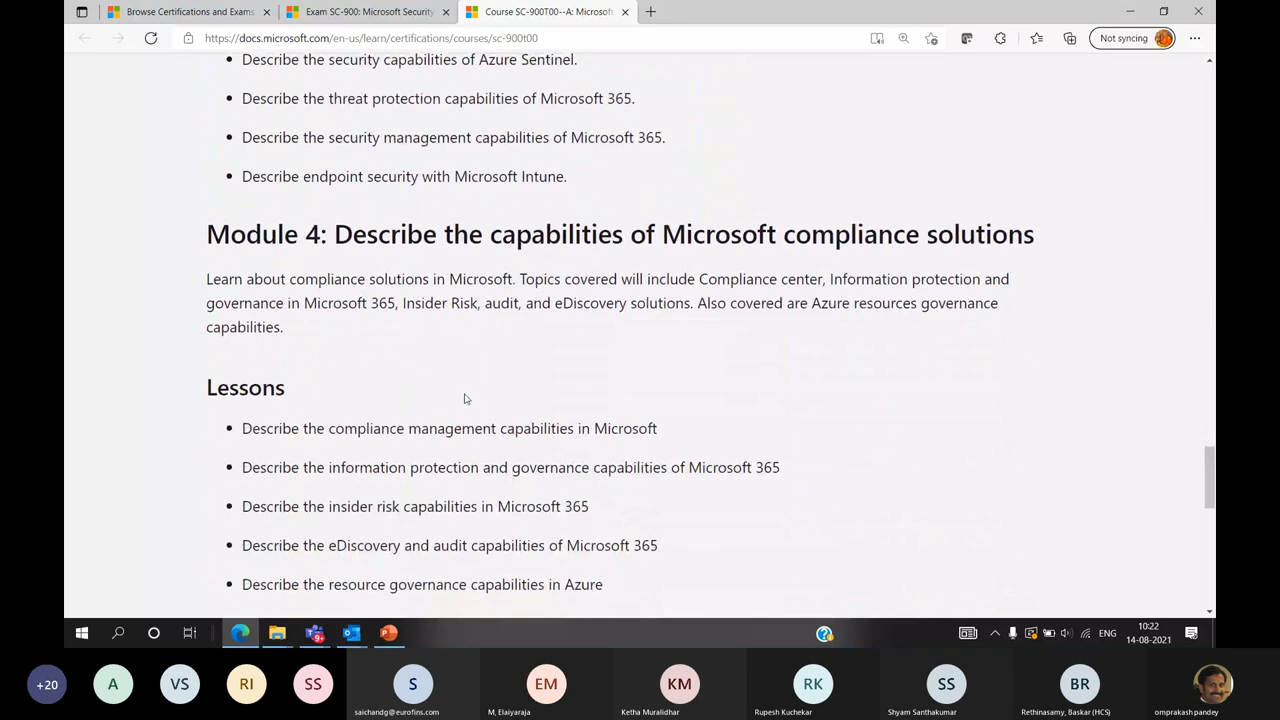 Browse Certifications and Exams
Exam SC-900: Microsoft Security
Course SC-900T00--A: Microsoft
https://docs.microsoft.com/en-us/learn/certifications/courses/sc-900t00
Not syncing
Describe the security capabilities of Azure Sentinel.
Describe the threat protection capabilities of Microsoft 365.
Describe the security management capabilities of Microsoft 365.
Describe endpoint security with Microsoft Intune.
Module 4: Describe the capabilities of Microsoft compliance solutions
Learn about compliance solutions in Microsoft. Topics covered will include Compliance center, Information protection and
governance in Microsoft 365, Insider Risk, audit, and eDiscovery solutions. Also covered are Azure resources governance
capabilities.
Lessons
Describe the compliance management capabilities in Microsoft
Describe the information protection and governance capabilities of Microsoft 365
Describe the insider risk capabilities in Microsoft 365
Describe the eDiscovery and audit capabilities of Microsoft 365
Describe the resource governance capabilities in Azure
ENG
10:22
14-08-2021
+20
A
VS
RI
SS
S
EM
KM
RK
SS
BR
saichandg@eurofins.com
M, Elaiyaraja
Ketha Muralidhar
Rupesh Kuchekar
Shyam Santhakumar
Rethinasamy, Baskar (HCS)
omprakash pandey